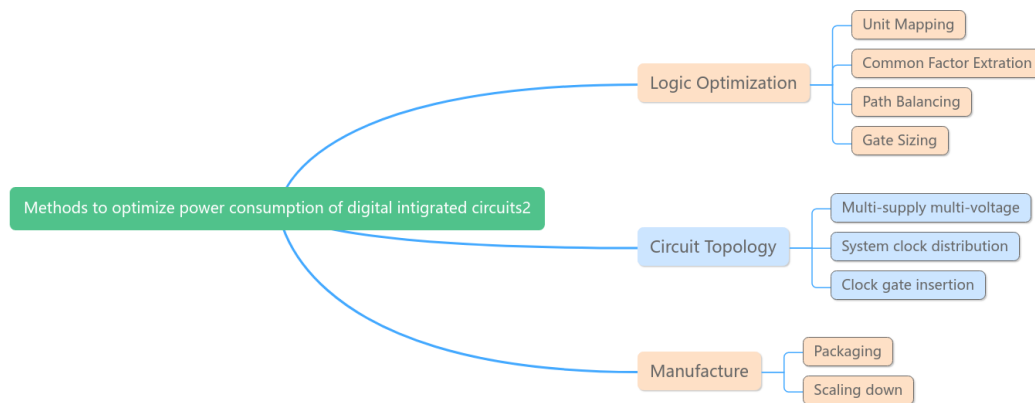 Methods to optimize power consumption of digital intigrated circuits2
Logic Optimization
Unit Mapping
Common Factor Extration
Path Balancing
Gate Sizing
Circuit Topology
Multi-supply multi-voltage
System clock distribution
Clock gate insertion
Manufacture
Packaging
Scaling down